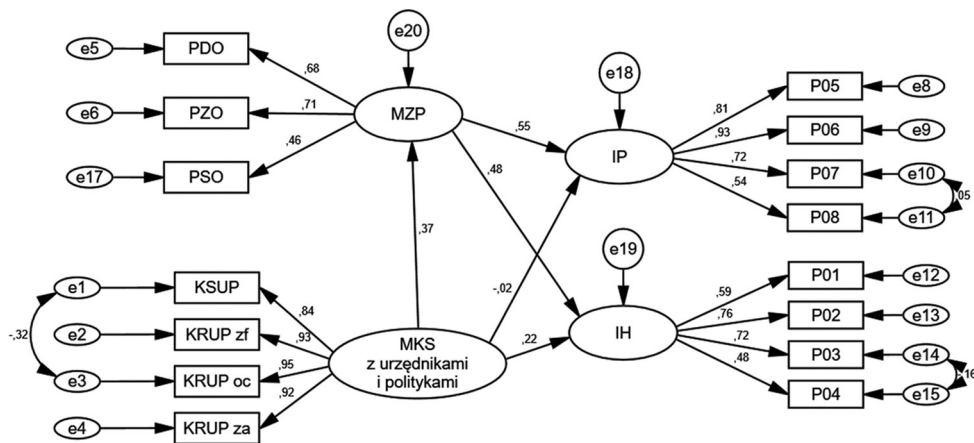 e20
e5
PDO
,68
e18
P05
e8
,81
e6
PZO
,71
MZP
,55
IP
,93
P06
e9
,46
,72
P07
e10
e17
PSO
,48
,54
,05
P08
e11
,37
e19
e1
KSUP
-,02
P01
e12
,59
,84
,76
P02
e13
-,32
e2
KRUP zf
,93
MKS
z urzędnikami
i politykami
,22
IH
,72
P03
e14
e3
KRUP oc
,95
,48
16
,92
P04
e15
e4
KRUP za